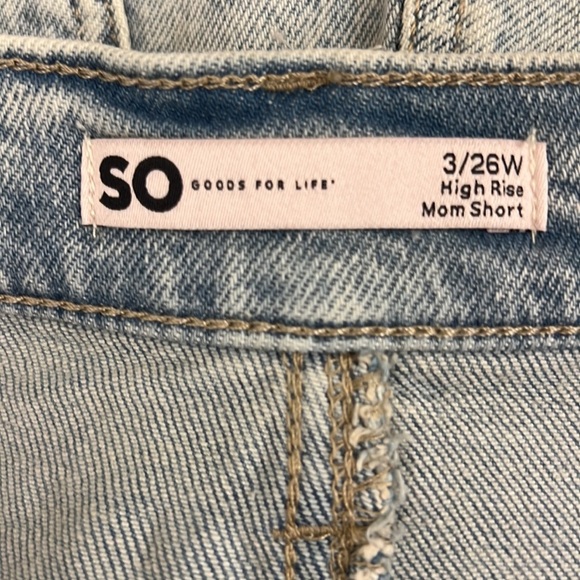 SO GOODS FOR LIFE®
3/26W
High Rise
Mom Short